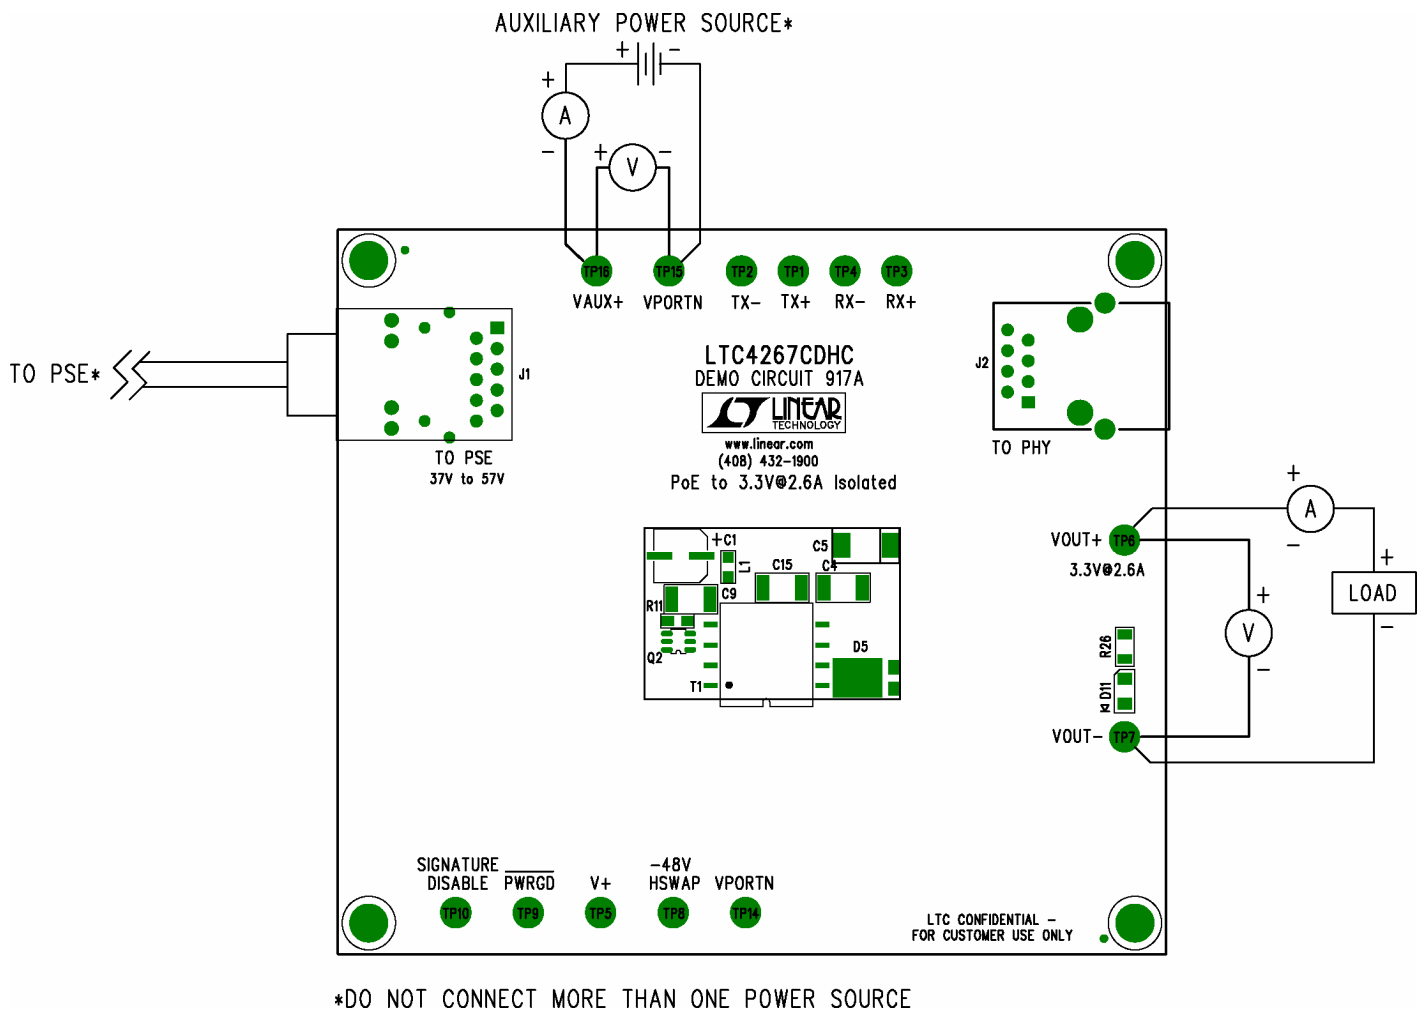 AUXILIARY POWER SOURCE*
+ -
+
A
-
+ V -
TP16 TP15 TP2 TP1 TP4 TP3
VAUX+ VPORTN TX- TX+ RX- RX+
TO PSE*
J1
TO PSE
37V to 57V
LTC4267CDHC
DEMO CIRCUIT 917A
LT LINEAR
TECHNOLOGY
www.linear.com
(408) 432-1900
PoE to 3.3V@2.6A Isolated
J2
TO PHY
+
A
-
VOUT+ TP6
3.3V@2.6A
+
LOAD
-
+
V
-
+C1
L1
C5
C15
C4
R11
C9
Q2
T1
D5
R26
D11
K
VOUT- TP7
SIGNATURE
DISABLE
PWRGD
V+
-48V
HSWAP
VPORTN
TP10 TP9 TP5 TP8 TP14
LTC CONFIDENTIAL -
FOR CUSTOMER USE ONLY
*DO NOT CONNECT MORE THAN ONE POWER SOURCE